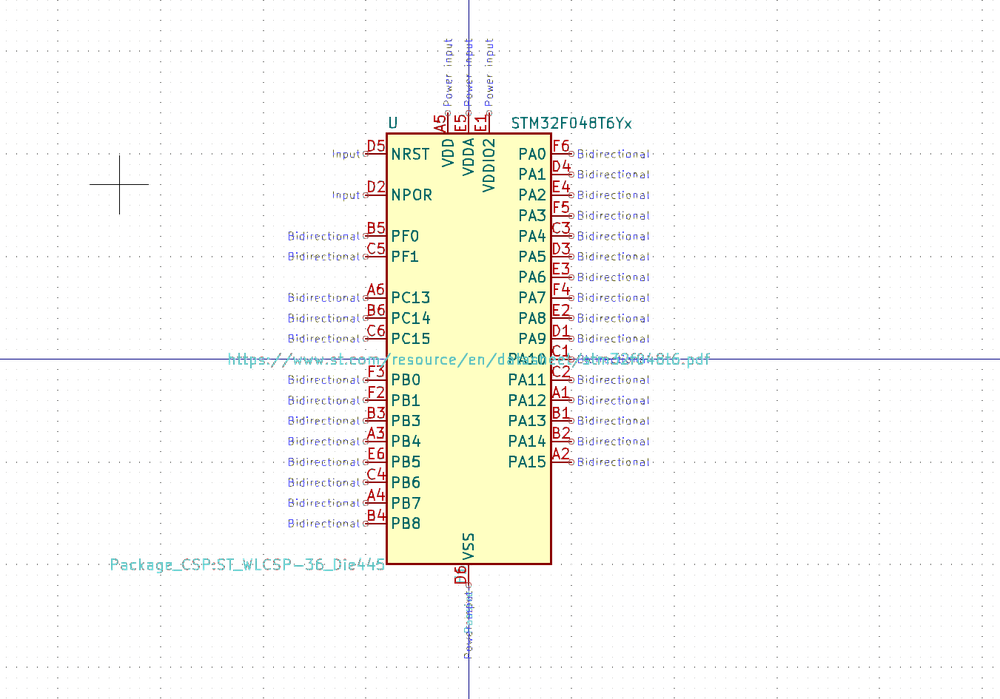 Power input Power input Power input
U STM32F048T6Yx
A5 E5 E1
VDD VDDA VDDIO2
Input D5 NRST PA0 F6 Bidirectional
PA1 D4 Bidirectional
Input D2 NPOR PA2 E4 Bidirectional
PA3 F5 Bidirectional
Bidirectional B5 PF0 PA4 C3 Bidirectional
Bidirectional C5 PF1 PA5 D3 Bidirectional
PA6 E3 Bidirectional
Bidirectional A6 PC13 PA7 F4 Bidirectional
Bidirectional B6 PC14 PA8 E2 Bidirectional
Bidirectional C6 PC15 PA9 D1 Bidirectional
https://www.st.com/resource/en/datasheet/stm32f048t6.pdf PA10 C1
Bidirectional F3 PB0 PA11 C2 Bidirectional
Bidirectional F2 PB1 PA12 A1 Bidirectional
Bidirectional B3 PB3 PA13 B1 Bidirectional
Bidirectional A3 PB4 PA14 B2 Bidirectional
Bidirectional E6 PB5 PA15 A2 Bidirectional
Bidirectional C4 PB6
Bidirectional A4 PB7
Bidirectional B4 PB8
VSS
Package_CSP:ST_WLCSP-36_Die445
D6
Power input